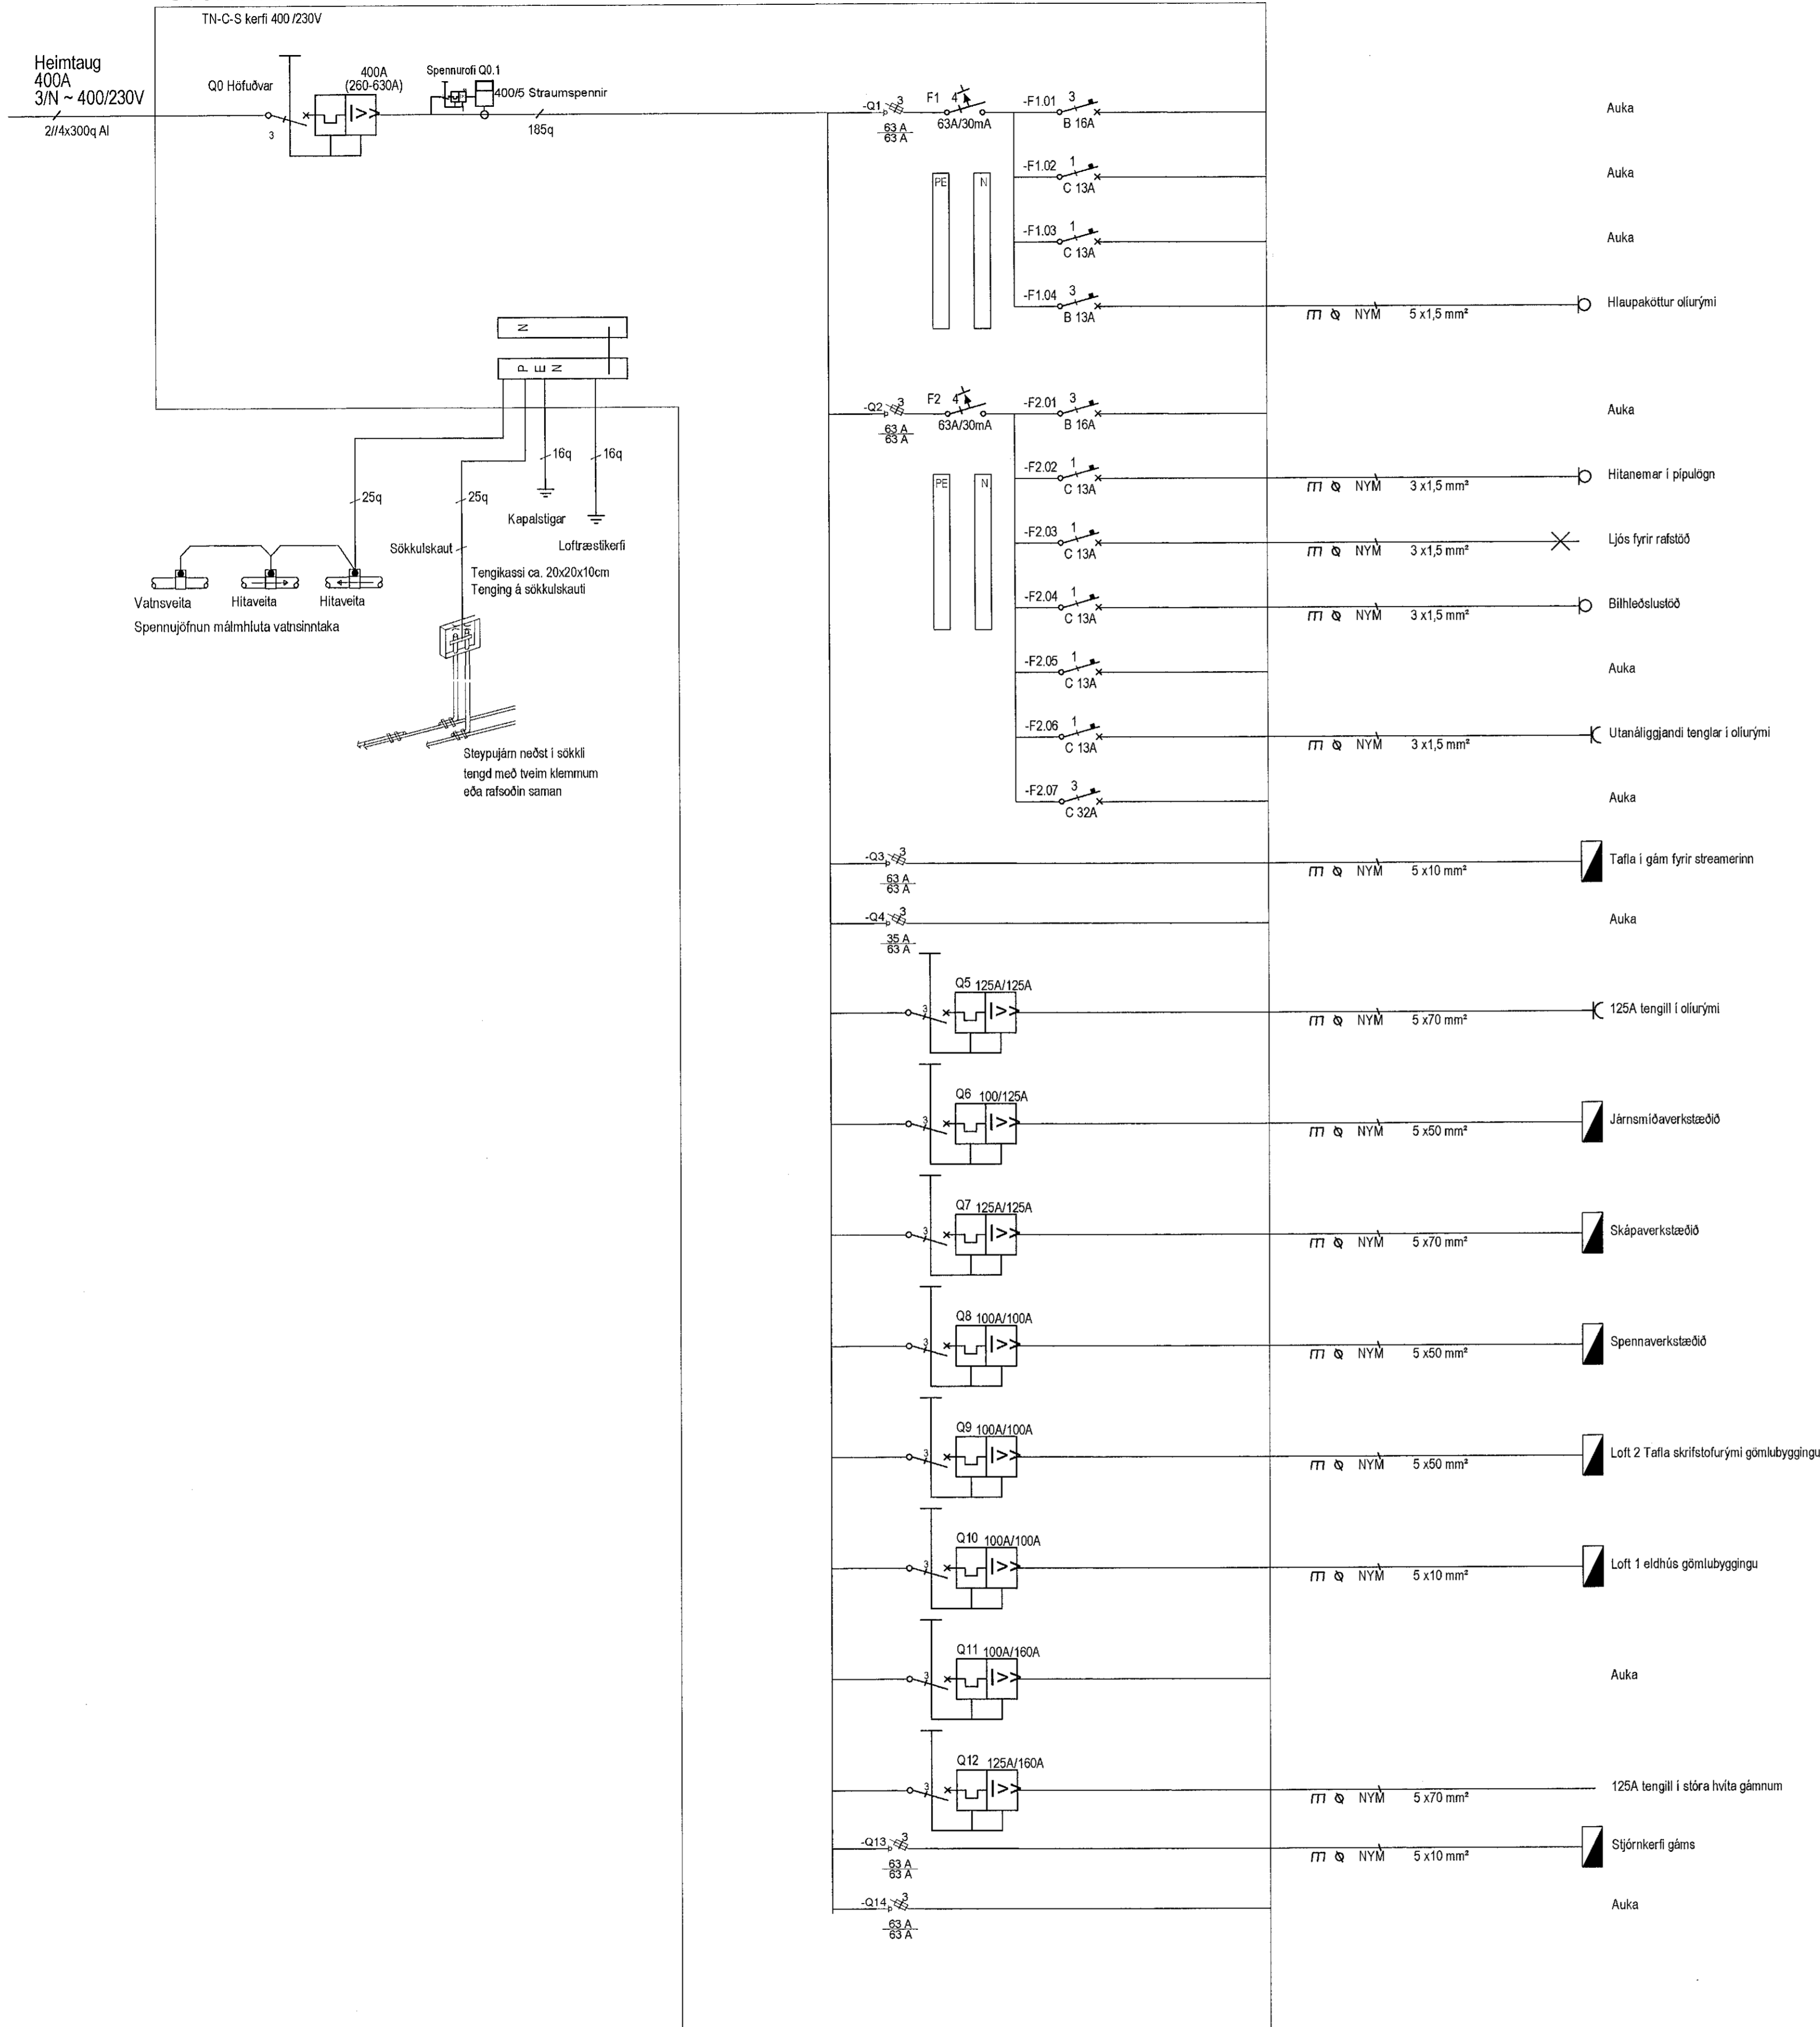 TN-C-S kerfi 400 /230V
Heimtaug
400A
3/N ~ 400/230V
2//4x300q Al
Q0 Höfuðvar
3
400A
(260-630A)
I>>
Spennurofi Q0.1
400/5 Straumspennir
185q
-Q1 3
63 A
63 A
F1 4
63A/30mA
-F1.01 3
B 16A
Auka
-F1.02 1
C 13A
Auka
PE N
-F1.03 1
C 13A
Auka
-F1.04 3
B 13A
NYM 5 x1,5 mm²
Hlaupaköttur olíurými
N
PEN
25q
25q
16q
16q
Kapalstigar
Loftræstikerfi
Sökkulskaut
Tengikassi ca. 20x20x10cm
Tenging á sökkulskauti
Vatnsveita Hitaveita Hitaveita
Spennujöfnun málmhluta vatnsinntaka
Steypujárn neðst í sökkli
tengd með tveim klemmum
eða rafsoðin saman
-Q2 3
63 A
63 A
F2 4
63A/30mA
-F2.01 3
B 16A
Auka
-F2.02 1
C 13A
NYM 3 x1,5 mm²
Hitanemar í pípulögn
PE N
-F2.03 1
C 13A
NYM 3 x1,5 mm²
Ljós fyrir rafstöð
-F2.04 1
C 13A
NYM 3 x1,5 mm²
Bilhleðslustöð
-F2.05 1
C 13A
Auka
-F2.06 1
C 13A
NYM 3 x1,5 mm²
Utanáliggjandi tenglar í olíurými
-F2.07 3
C 32A
Auka
-Q3 3
63 A
63 A
NYM 5 x10 mm²
Tafla í gám fyrir streamerinn
-Q4 3
35 A
63 A
Auka
Q5 125A/125A
3
I>>
NYM 5 x70 mm²
125A tengill í olíurými
Q6 100/125A
3
I>>
NYM 5 x50 mm²
Járnsmíðaverkstæðið
Q7 125A/125A
3
I>>
NYM 5 x70 mm²
Skápaverkstæðið
Q8 100A/100A
3
I>>
NYM 5 x50 mm²
Spennaverkstæðið
Q9 100A/100A
3
I>>
NYM 5 x50 mm²
Loft 2 Tafla skrifstofurými gömlubyggingu
Q10 100A/100A
3
I>>
NYM 5 x10 mm²
Loft 1 eldhús gömlubyggingu
Q11 100A/160A
3
I>>
Auka
Q12 125A/160A
3
I>>
NYM 5 x70 mm²
125A tengill í stóra hvíta gámnum
-Q13 3
63 A
63 A
NYM 5 x10 mm²
Stjórnkerfi gáms
-Q14 3
63 A
63 A
Auka